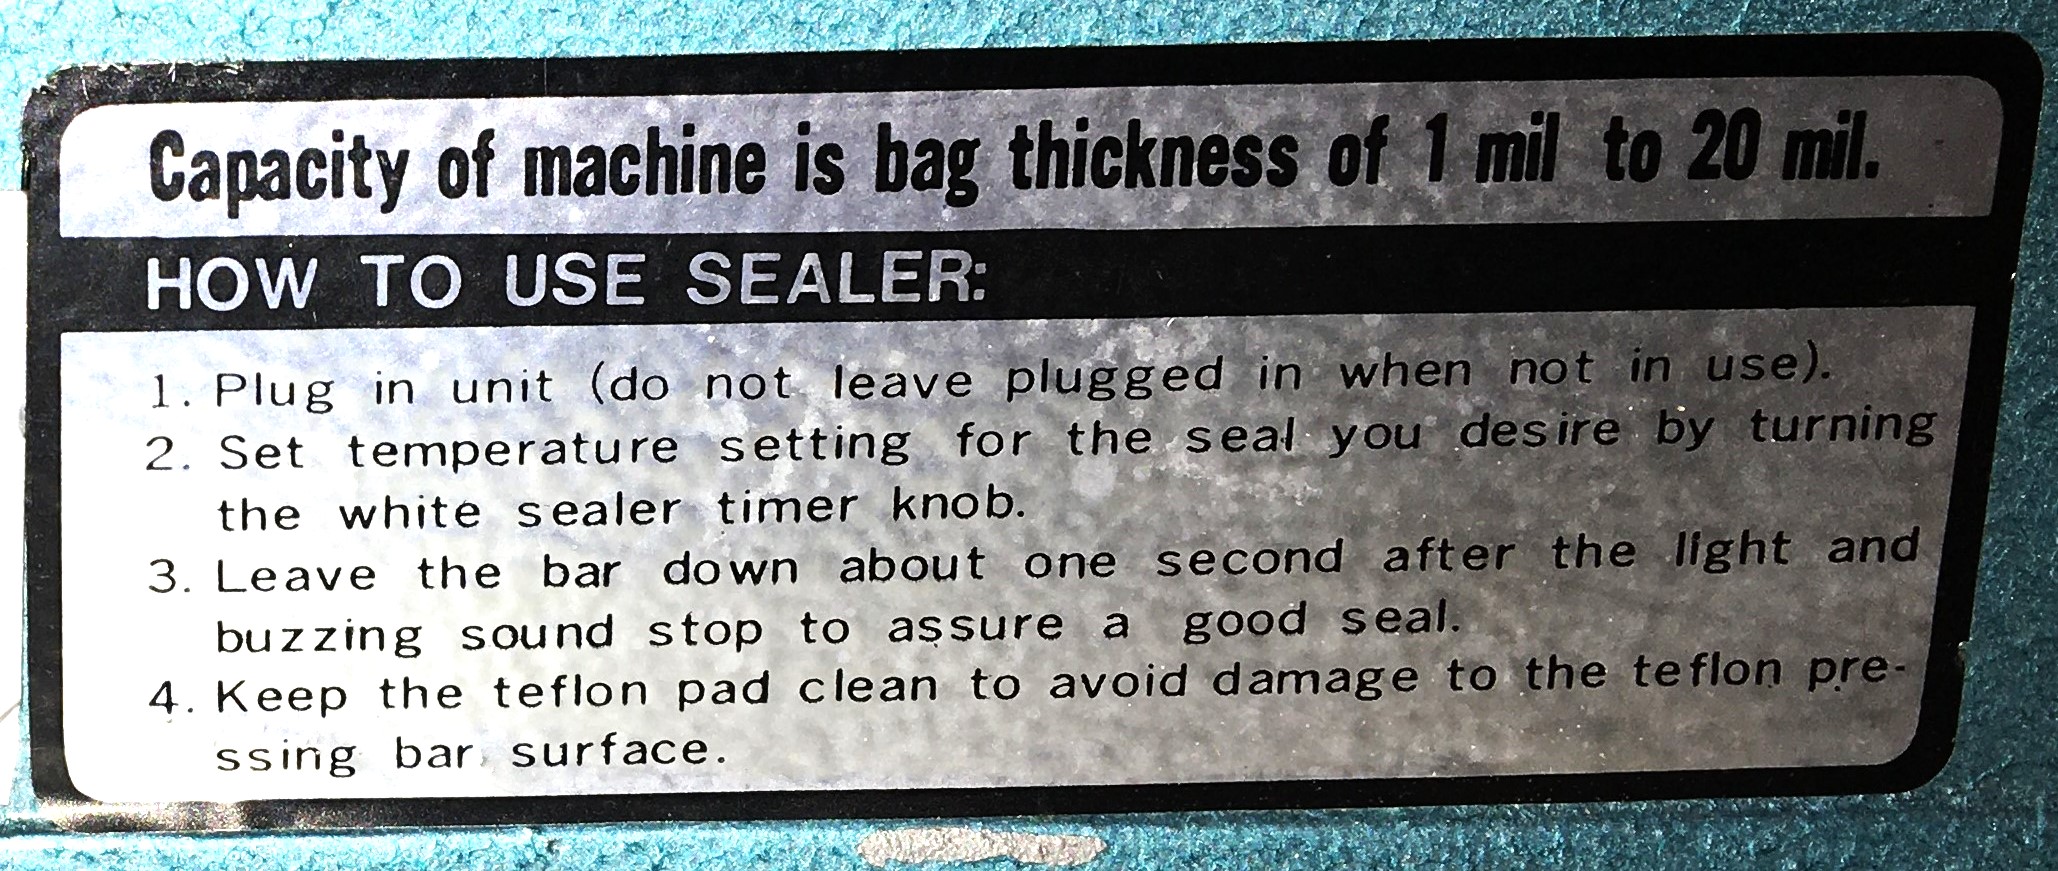 Capacity of machine is bag thickness of 1 mil to 20 mil.
HOW TO USE SEALER:
1. Plug in unit (do not leave plugged in when not in use).
2. Set temperature setting for the seal you desire by turning
the white sealer timer knob.
3. Leave the bar down about one second after the light and
buzzing sound stop to assure a good seal.
4. Keep the teflon pad clean to avoid damage to the teflon pre-
ssing bar surface.